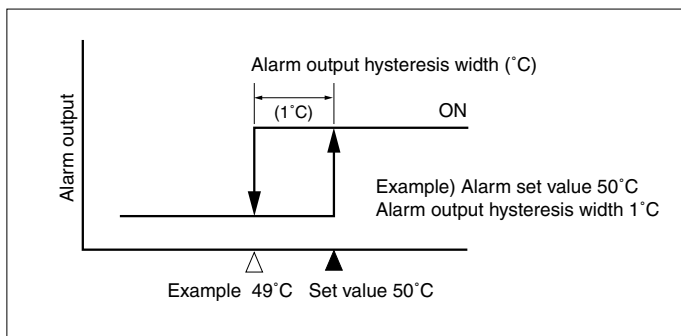 Alarm output hysteresis width (˚C)
(1˚C)
ON
Alarm output
Example) Alarm set value 50˚C
Alarm output hysteresis width 1˚C
Example 49˚C Set value 50˚C